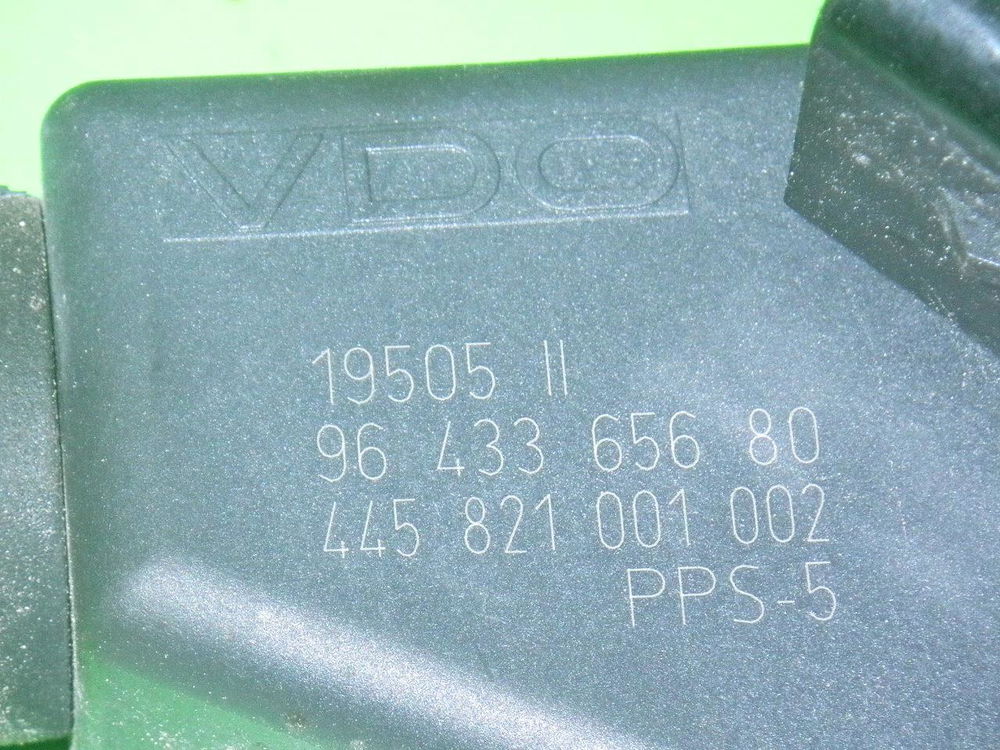 VDO
19505 II
96 433 656 80
445 821 001 002
PPS-5